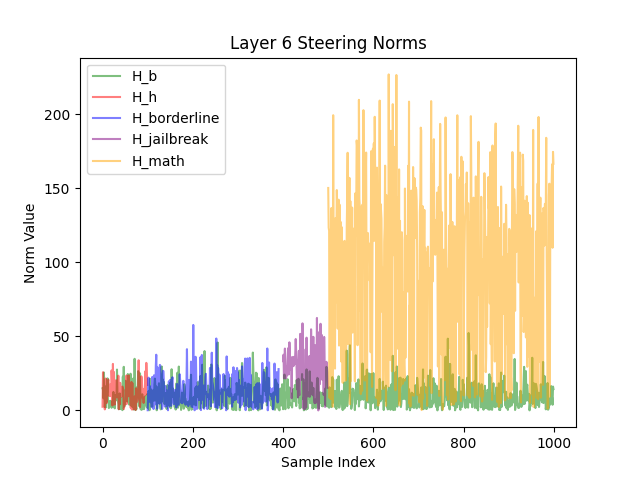 Layer 6 Steering Norms
H_b
H_h
H_borderline
H_jailbreak
H_math
Norm Value
200
150
100
50
0
0 200 400 600 800 1000
Sample Index